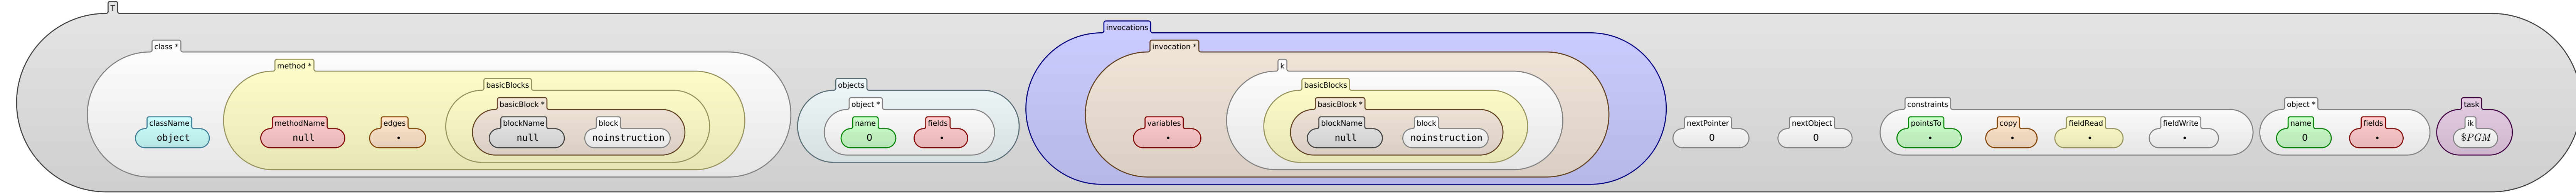 T
class *
className
object
method *
methodName
null
edges
•
basicBlocks
basicBlock *
blockName
null
block
noinstruction
objects
object *
name
0
fields
•
invocations
invocation *
variables
•
k
basicBlocks
basicBlock *
blockName
null
block
noinstruction
nextPointer
0
nextObject
0
constraints
pointsTo
•
copy
•
fieldRead
•
fieldWrite
•
object *
name
0
fields
•
task
ik
$PGM